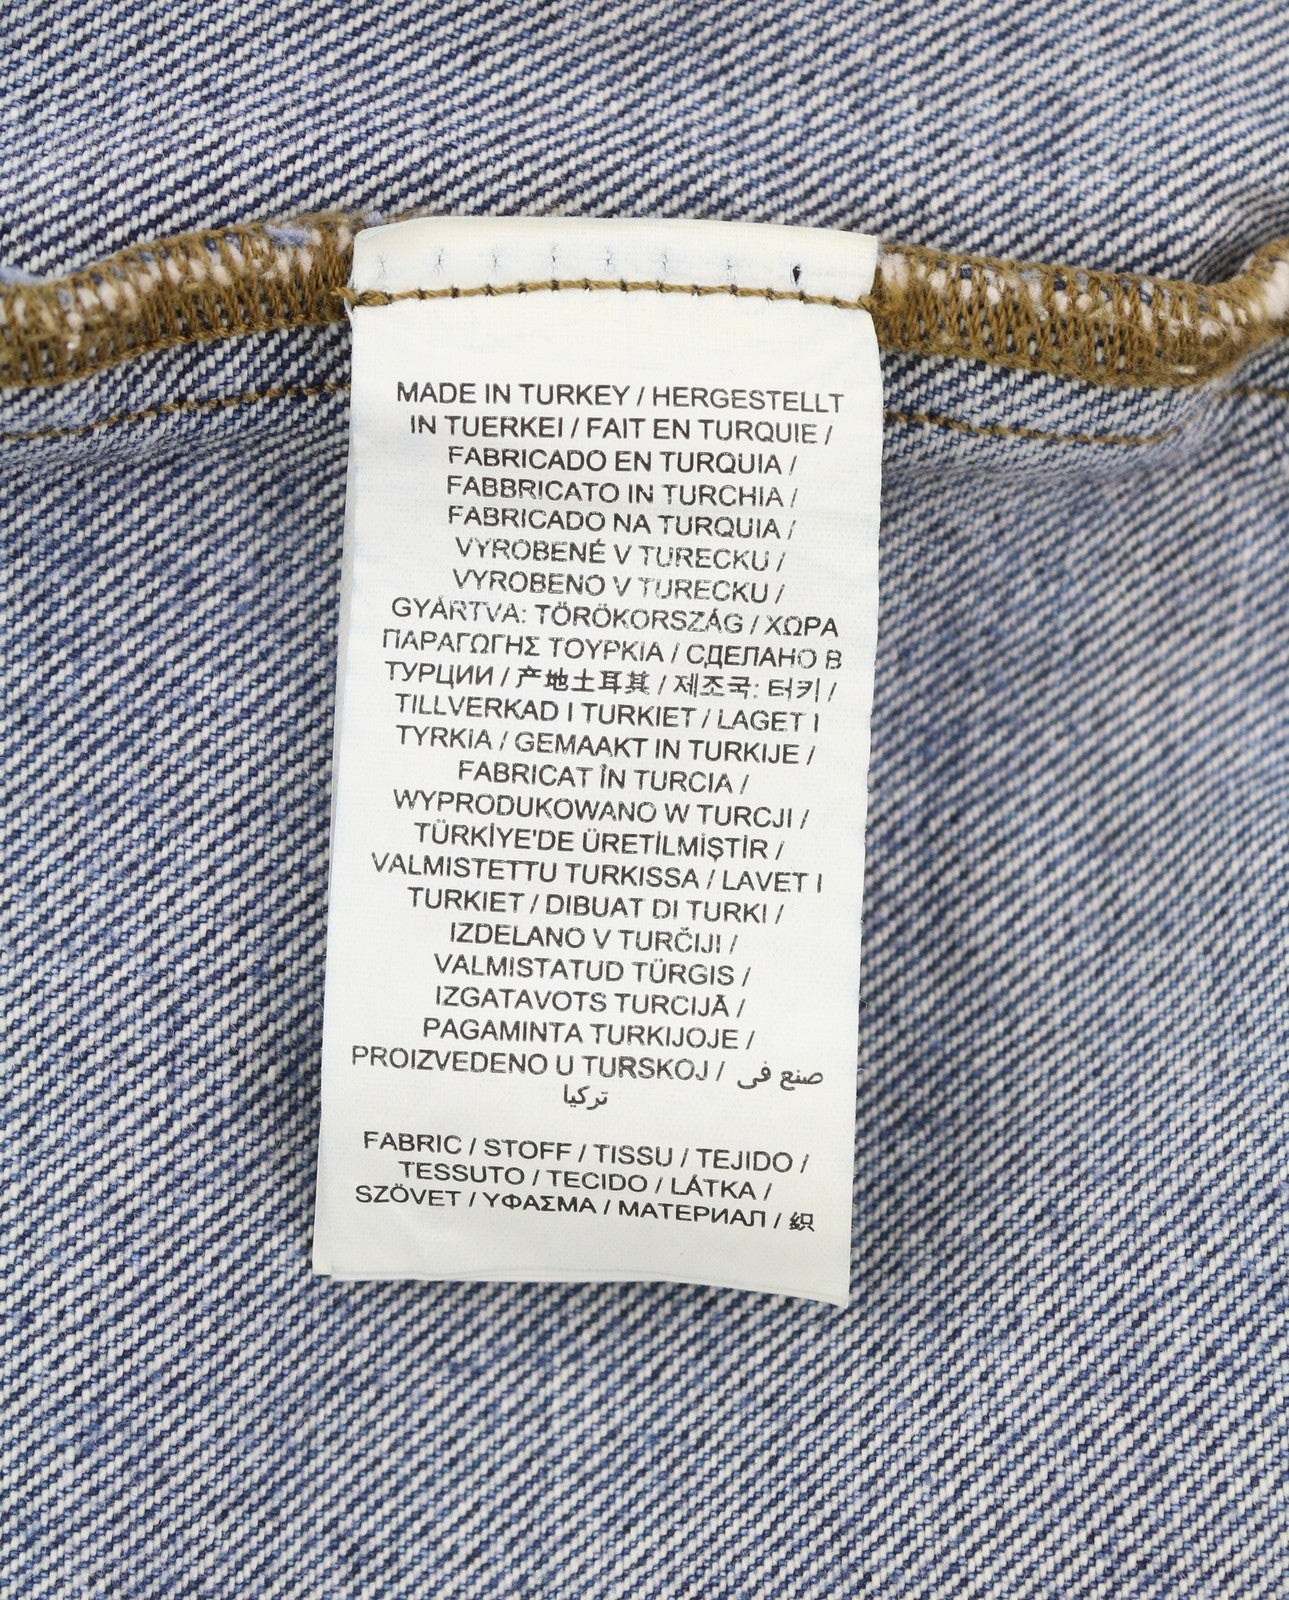 MADE IN TURKEY / HERGESTELLT
IN TUERKEI / FAIT EN TURQUIE /
FABRICADO EN TURQUIA /
FABBRICATO IN TURCHIA /
FABRICADO NA TURQUIA /
VYROBENÉ V TURECKU /
VYROBENO V TURECKU /
GYÁRTVA: TÖRÖKORSZÁG / ΧΩΡΑ
ΠΑΡΑΓΩΓΗΣ ΤΟΥΡΚΙΑ / СДЕЛАНО В
ТУРЦИИ / 产地土耳其 / 제조국: 터키 /
TILLVERKAD I TURKIET / LAGET I
TYRKIA / GEMAAKT IN TURKIJE /
FABRICAT ÎN TURCIA /
WYPRODUKOWANO W TURCJI /
TÜRKİYE'DE ÜRETİLMİŞTİR /
VALMISTETTU TURKISSA / LAVET I
TURKIET / DIBUAT DI TURKI /
IZDELANO V TURČIJI /
VALMISTATUD TÜRGIS /
IZGATAVOTS TURCIJĀ /
PAGAMINTA TURKIJOJE /
PROIZVEDENO U TURSKOJ / صنع في
تركيا
FABRIC / STOFF / TISSU / TEJIDO /
TESSUTO / TECIDO / LÁTKA /
SZÖVET / ΥΦΑΣΜΑ / МАТЕРИАЛ / 織